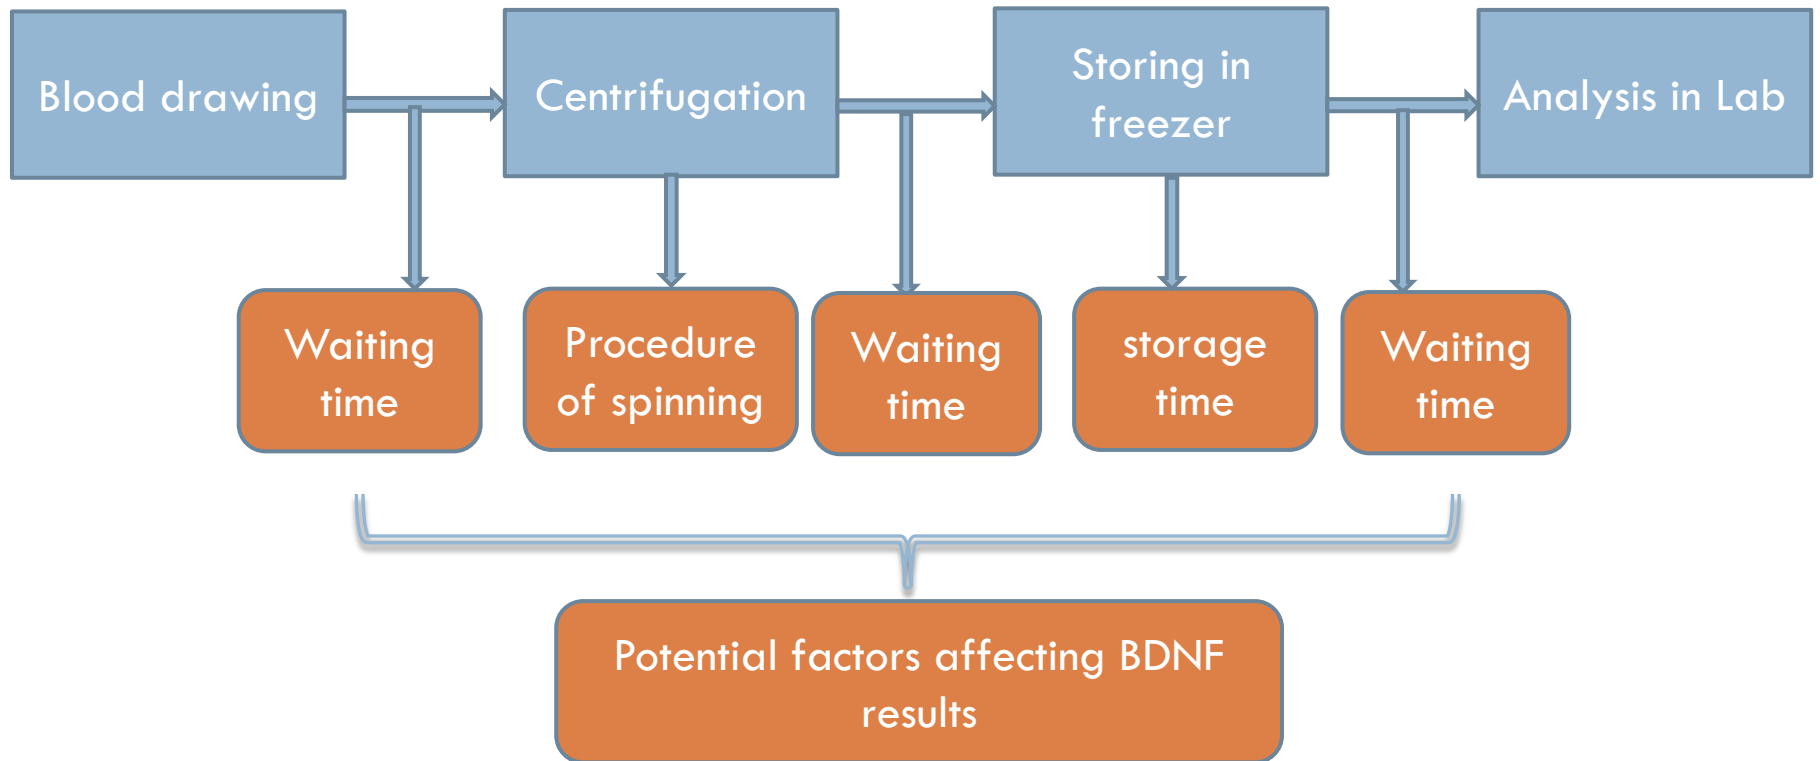 Blood drawing
Centrifugation
Storing in
freezer
Analysis in Lab
Waiting
time
Procedure
of spinning
Waiting
time
storage
time
Waiting
time
Potential factors affecting BDNF
results